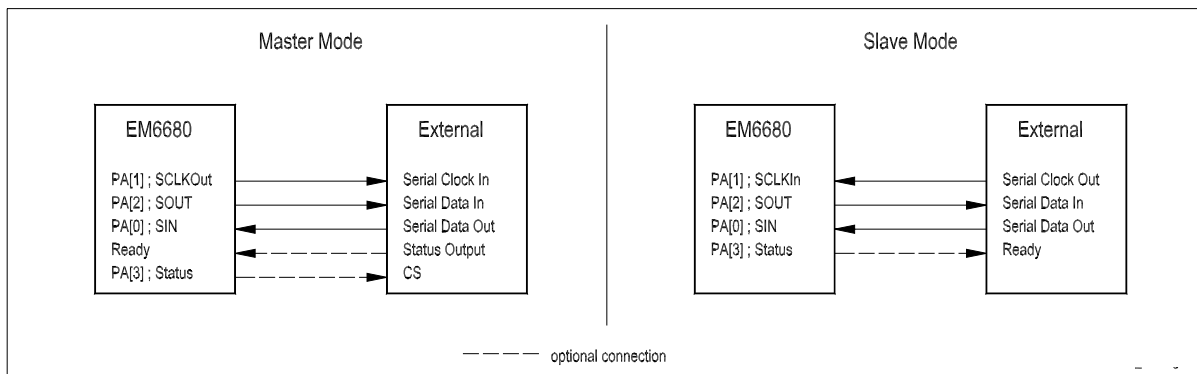 Master Mode
EM6680
External
PA[1] ; SCLKOut
Serial Clock In
PA[2] ; SOUT
Serial Data In
PA[0] ; SIN
Serial Data Out
Ready
Status Output
PA[3] ; Status
CS
Slave Mode
EM6680
External
PA[1] ; SCLKIn
Serial Clock Out
PA[2] ; SOUT
Serial Data In
PA[0] ; SIN
Serial Data Out
PA[3] ; Status
Ready
optional connection